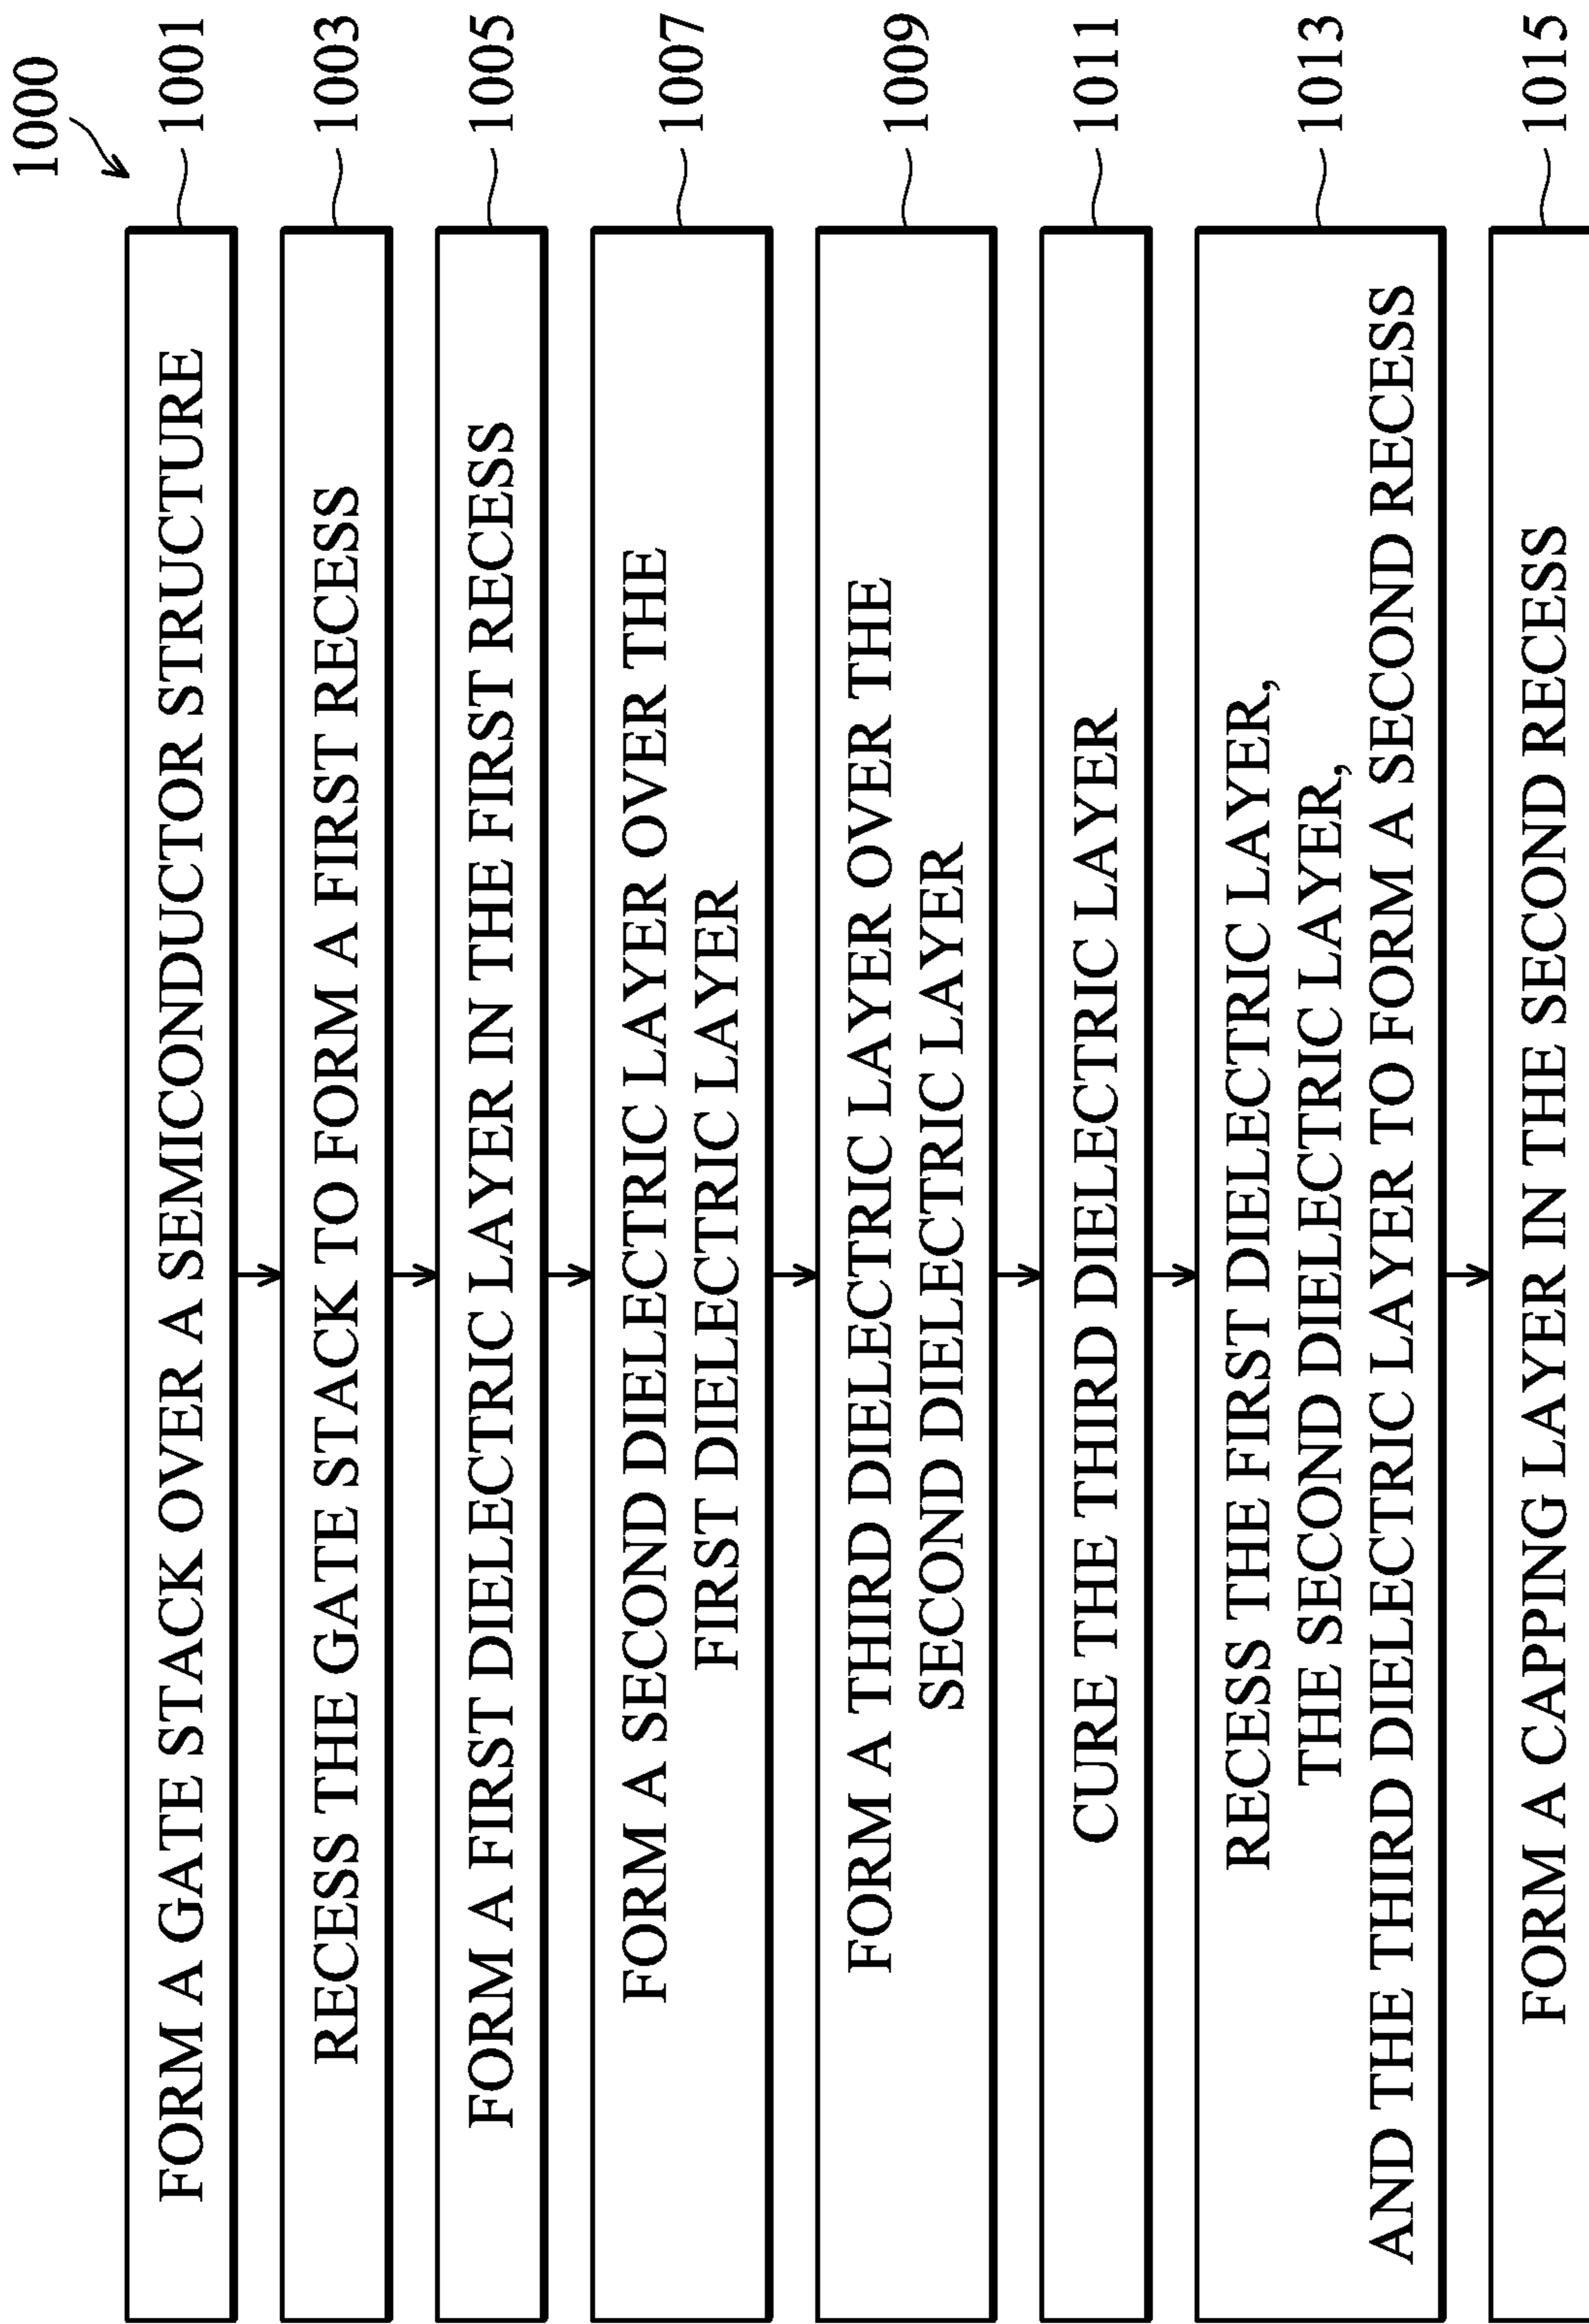 1000
FORM A GATE STACK OVER A SEMICONDUCTOR STRUCTURE
1001
RECESS THE GATE STACK TO FORM A FIRST RECESS
1003
FORM A FIRST DIELECTRIC LAYER IN THE FIRST RECESS
1005
FORM A SECOND DIELECTRIC LAYER OVER THE
FIRST DIELECTRIC LAYER
1007
FORM A THIRD DIELECTRIC LAYER OVER THE
SECOND DIELECTRIC LAYER
1009
CURE THE THIRD DIELECTRIC LAYER
1011
RECESS THE FIRST DIELECTRIC LAYER,
THE SECOND DIELECTRIC LAYER,
AND THE THIRD DIELECTRIC LAYER TO FORM A SECOND RECESS
1013
FORM A CAPPING LAYER IN THE SECOND RECESS
1015